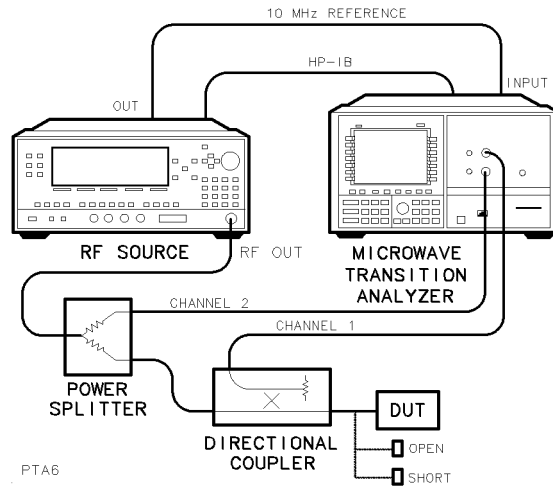 10 MHz REFERENCE
HP-IB
OUT
INPUT
RF SOURCE
RF OUT
MICROWAVE
TRANSITION
ANALYZER
CHANNEL 2
CHANNEL 1
POWER
SPLITTER
DIRECTIONAL
COUPLER
DUT
OPEN
SHORT
PTA6